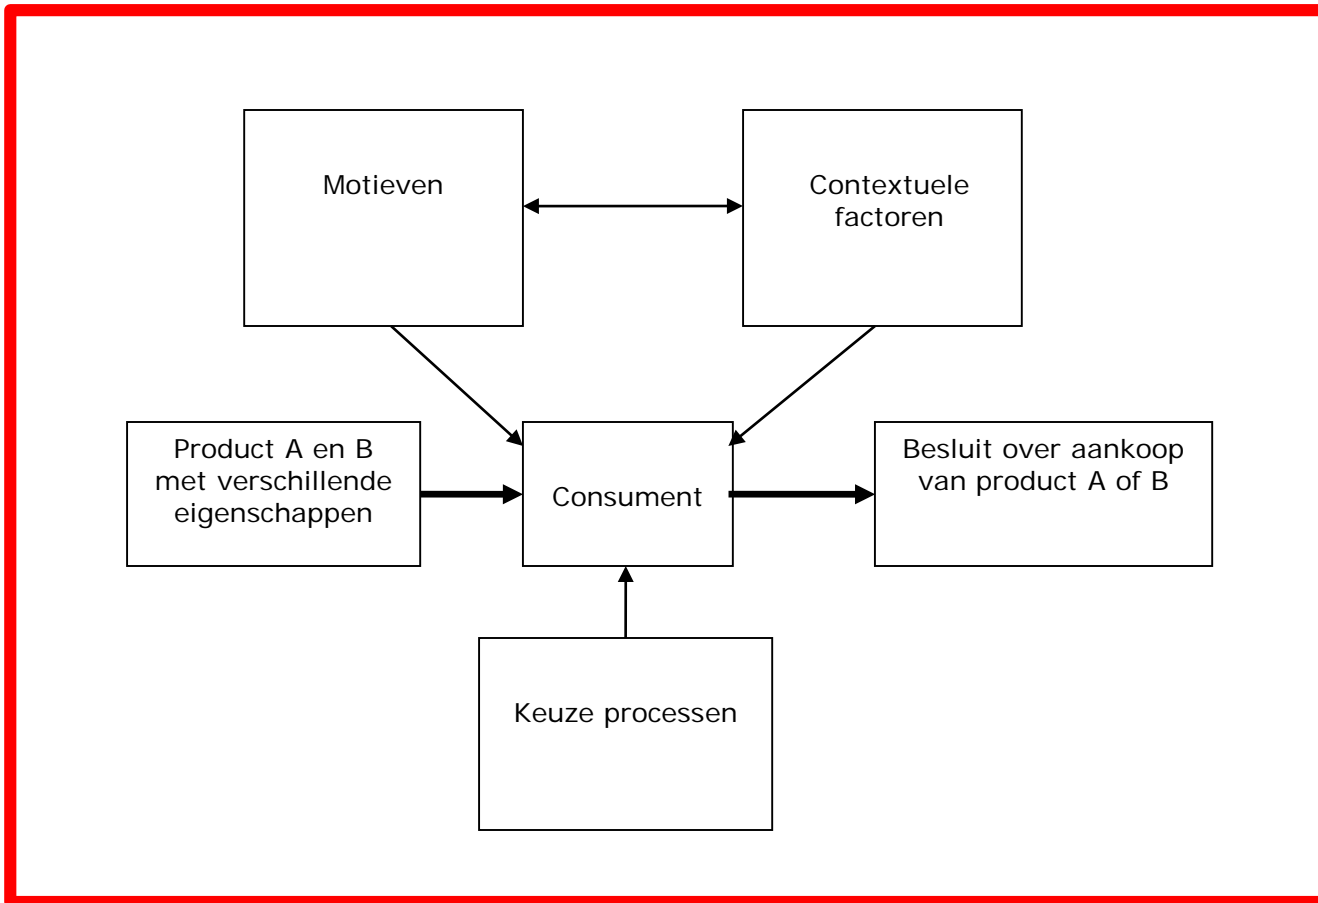 Motieven
Contextuele
factoren
Product A en B
met verschillende
eigenschappen
Consument
Besluit over aankoop
van product A of B
Keuze processen